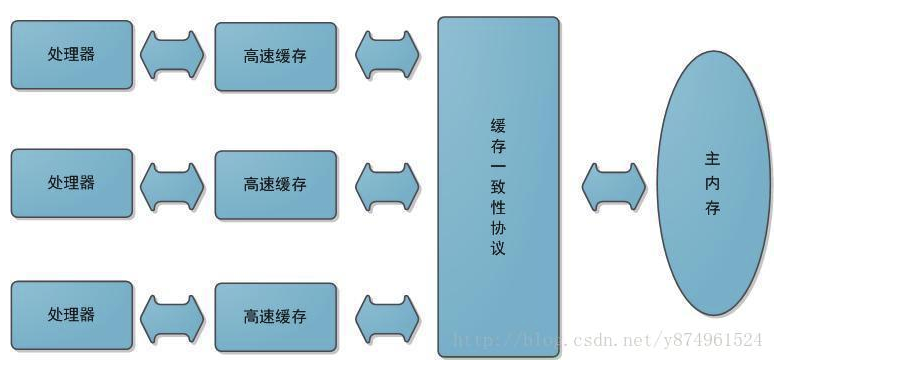 处理器
高速缓存
处理器
高速缓存
处理器
高速缓存
缓存一致性协议
主内存
http://blog.csdn.net/y874961524